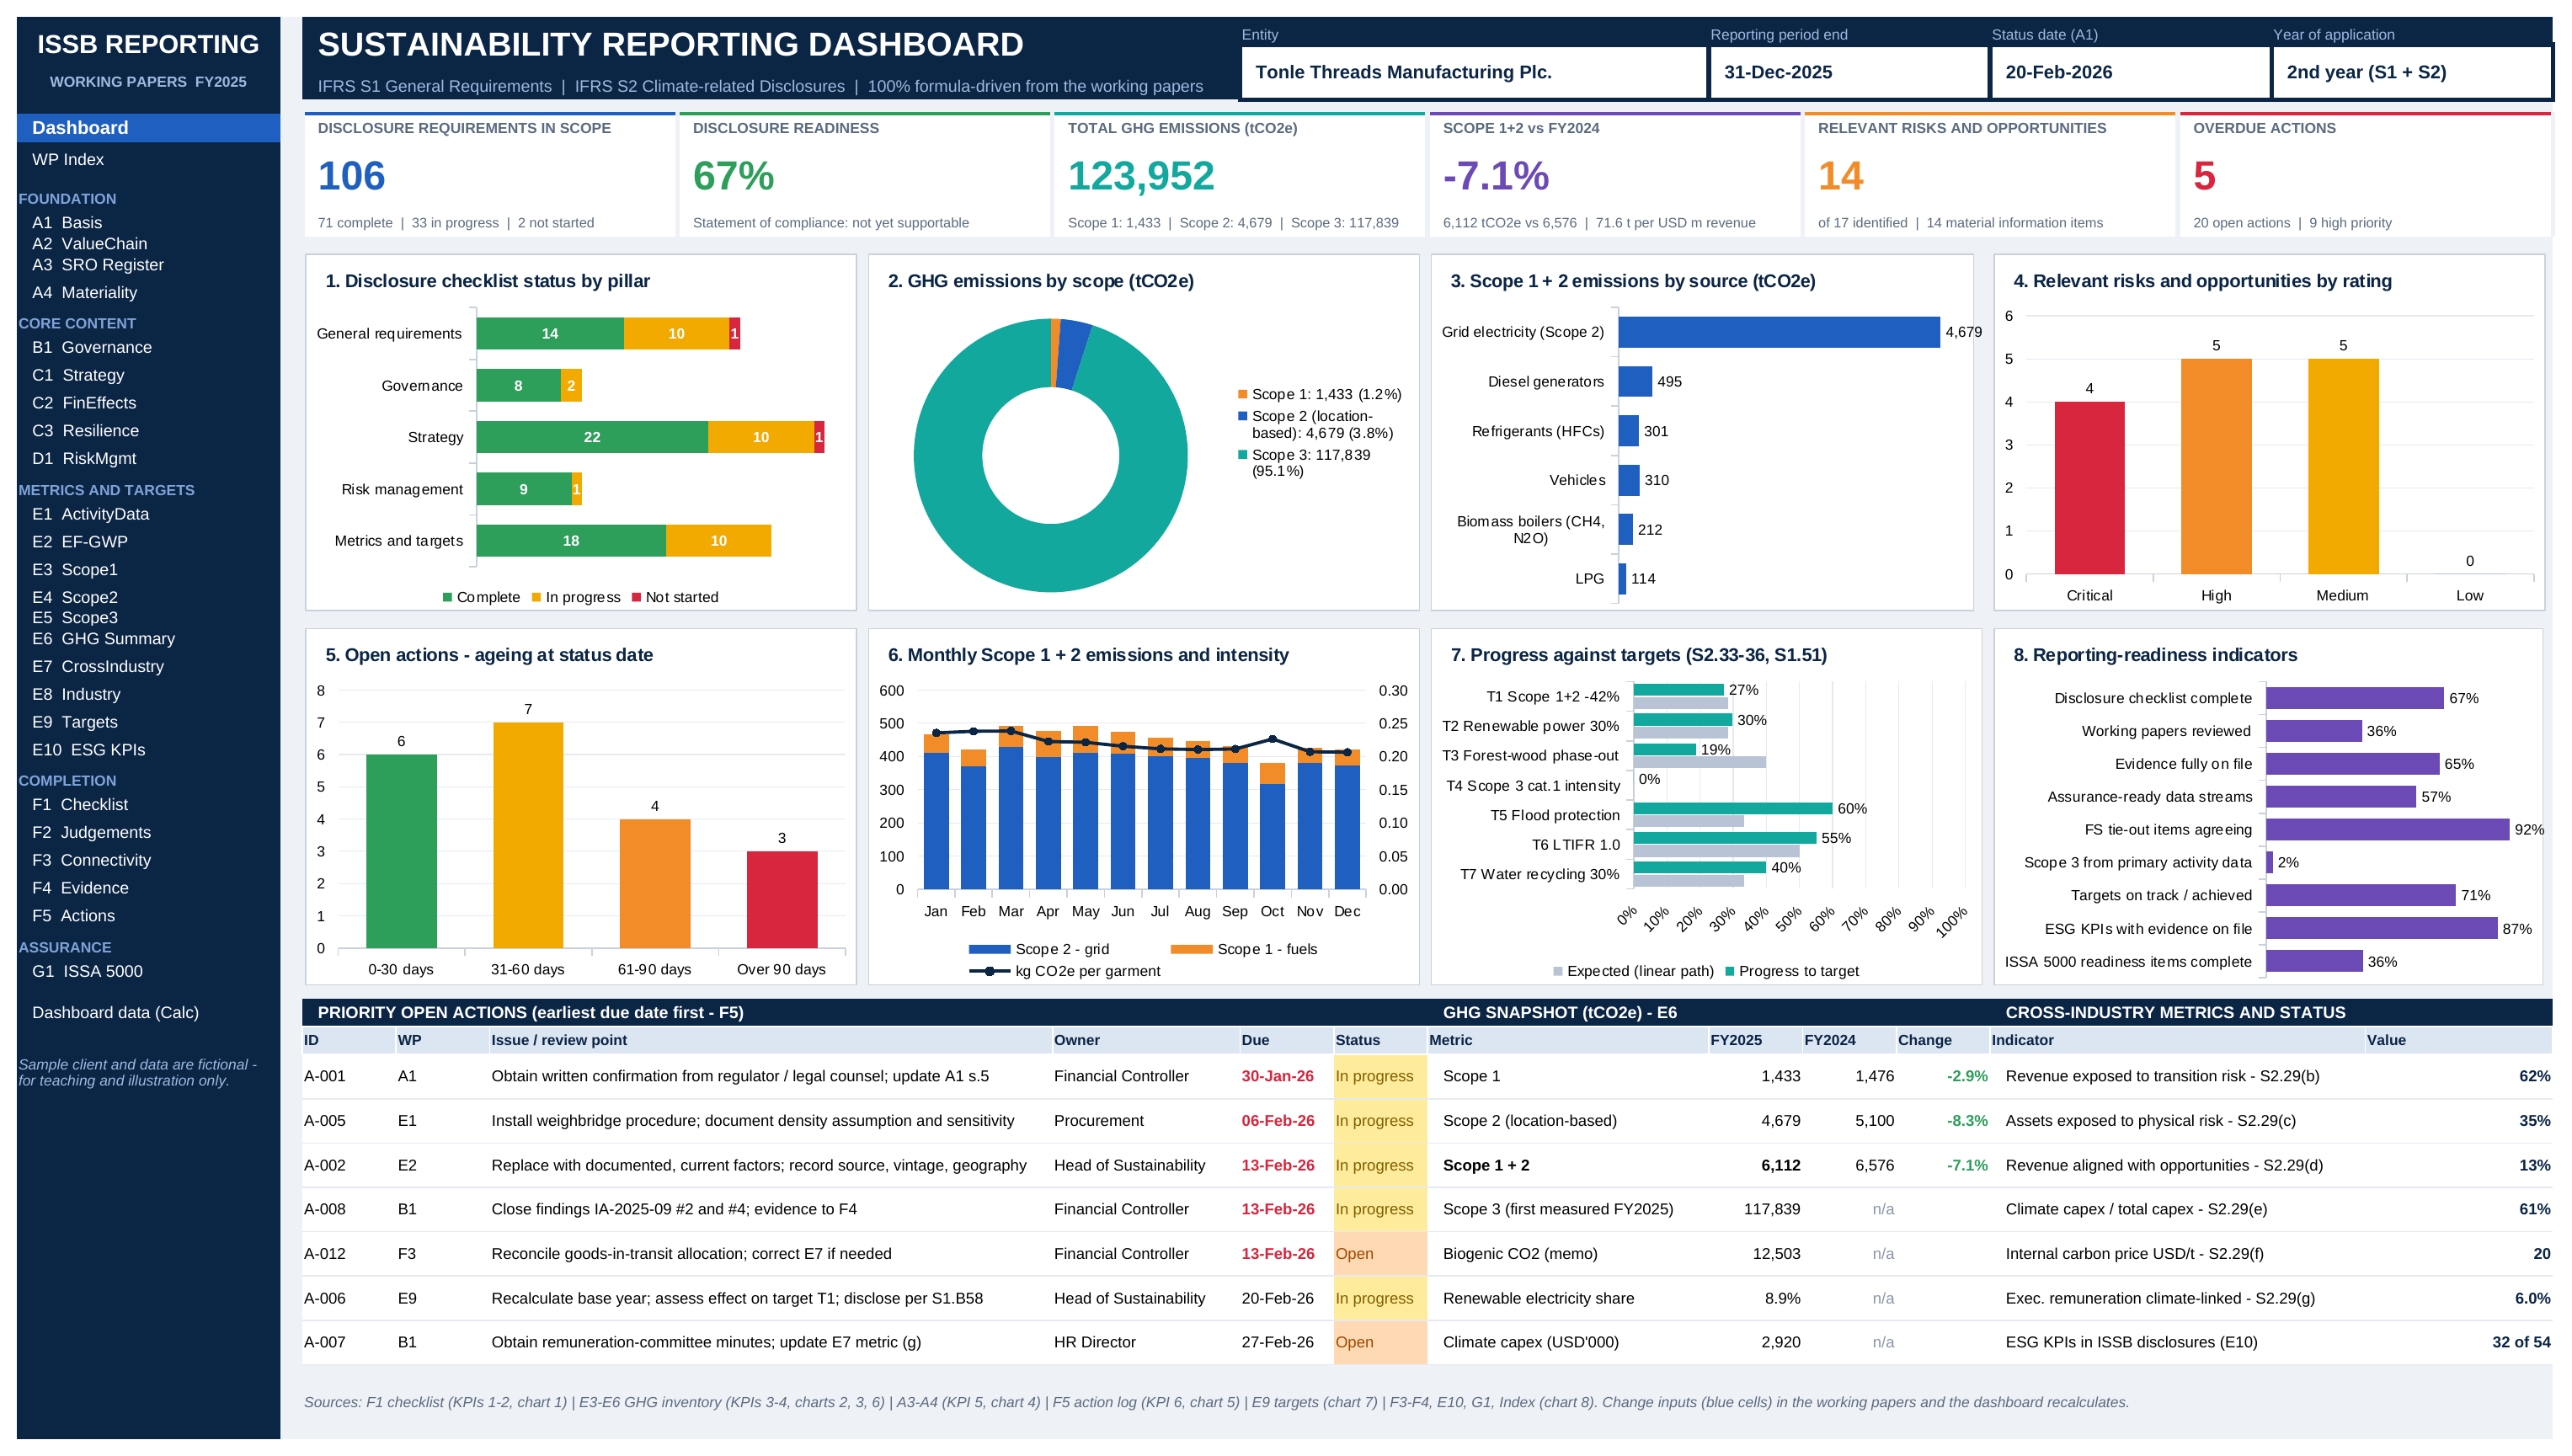 ISSB REPORTING
WORKING PAPERS  FY2025
Dashboard
WP Index
FOUNDATION
A1  Basis
A2  ValueChain
A3  SRO Register
A4  Materiality
CORE CONTENT
B1  Governance
C1  Strategy
C2  FinEffects
C3  Resilience
D1  RiskMgmt
METRICS AND TARGETS
E1  ActivityData
E2  EF-GWP
E3  Scope1
E4  Scope2
E5  Scope3
E6  GHG Summary
E7  CrossIndustry
E8  Industry
E9  Targets
E10  ESG KPIs
COMPLETION
F1  Checklist
F2  Judgements
F3  Connectivity
F4  Evidence
F5  Actions
ASSURANCE
G1  ISSA 5000
Dashboard data (Calc)
Sample client and data are fictional -
for teaching and illustration only.
SUSTAINABILITY REPORTING DASHBOARD
IFRS S1 General Requirements  |  IFRS S2 Climate-related Disclosures  |  100% formula-driven from the working papers
Entity
Tonle Threads Manufacturing Plc.
Reporting period end
31-Dec-2025
Status date (A1)
20-Feb-2026
Year of application
2nd year (S1 + S2)
DISCLOSURE REQUIREMENTS IN SCOPE
106
71 complete  |  33 in progress  |  2 not started
DISCLOSURE READINESS
67%
Statement of compliance: not yet supportable
TOTAL GHG EMISSIONS (tCO2e)
123,952
Scope 1: 1,433  |  Scope 2: 4,679  |  Scope 3: 117,839
SCOPE 1+2 vs FY2024
-7.1%
6,112 tCO2e vs 6,576  |  71.6 t per USD m revenue
RELEVANT RISKS AND OPPORTUNITIES
14
of 17 identified  |  14 material information items
OVERDUE ACTIONS
5
20 open actions  |  9 high priority
1. Disclosure checklist status by pillar
General requirements 14 10 1
Governance 8 2
Strategy 22 10 1
Risk management 9 1
Metrics and targets 18 10
Complete In progress Not started
2. GHG emissions by scope (tCO2e)
Scope 1: 1,433 (1.2%)
Scope 2 (location-
based): 4,679 (3.8%)
Scope 3: 117,839
(95.1%)
3. Scope 1 + 2 emissions by source (tCO2e)
Grid electricity (Scope 2) 4,679
Diesel generators 495
Refrigerants (HFCs) 301
Vehicles 310
Biomass boilers (CH4,
N2O) 212
LPG 114
4. Relevant risks and opportunities by rating
6
5
4
3
2
1
0
4 5 5 0
Critical High Medium Low
5. Open actions - ageing at status date
8
7
6
5
4
3
2
1
0
6 7 4 3
0-30 days 31-60 days 61-90 days Over 90 days
6. Monthly Scope 1 + 2 emissions and intensity
600 0.30
500 0.25
400 0.20
300 0.15
200 0.10
100 0.05
0 0.00
Jan Feb Mar Apr May Jun Jul Aug Sep Oct Nov Dec
Scope 2 - grid Scope 1 - fuels
kg CO2e per garment
7. Progress against targets (S2.33-36, S1.51)
T1 Scope 1+2 -42% 27%
T2 Renewable power 30% 30%
T3 Forest-wood phase-out 19%
T4 Scope 3 cat.1 intensity 0%
T5 Flood protection 60%
T6 LTIFR 1.0 55%
T7 Water recycling 30% 40%
0% 10% 20% 30% 40% 50% 60% 70% 80% 90% 100%
Expected (linear path) Progress to target
8. Reporting-readiness indicators
Disclosure checklist complete 67%
Working papers reviewed 36%
Evidence fully on file 65%
Assurance-ready data streams 57%
FS tie-out items agreeing 92%
Scope 3 from primary activity data 2%
Targets on track / achieved 71%
ESG KPIs with evidence on file 87%
ISSA 5000 readiness items complete 36%
PRIORITY OPEN ACTIONS (earliest due date first - F5)
ID WP Issue / review point Owner Due Status
A-001 A1 Obtain written confirmation from regulator / legal counsel; update A1 s.5 Financial Controller 30-Jan-26 In progress
A-005 E1 Install weighbridge procedure; document density assumption and sensitivity Procurement 06-Feb-26 In progress
A-002 E2 Replace with documented, current factors; record source, vintage, geography Head of Sustainability 13-Feb-26 In progress
A-008 B1 Close findings IA-2025-09 #2 and #4; evidence to F4 Financial Controller 13-Feb-26 In progress
A-012 F3 Reconcile goods-in-transit allocation; correct E7 if needed Financial Controller 13-Feb-26 Open
A-006 E9 Recalculate base year; assess effect on target T1; disclose per S1.B58 Head of Sustainability 20-Feb-26 In progress
A-007 B1 Obtain remuneration-committee minutes; update E7 metric (g) HR Director 27-Feb-26 Open
GHG SNAPSHOT (tCO2e) - E6
Metric FY2025 FY2024 Change
Scope 1 1,433 1,476 -2.9%
Scope 2 (location-based) 4,679 5,100 -8.3%
Scope 1 + 2 6,112 6,576 -7.1%
Scope 3 (first measured FY2025) 117,839 n/a
Biogenic CO2 (memo) 12,503 n/a
Renewable electricity share 8.9% n/a
Climate capex (USD'000) 2,920 n/a
CROSS-INDUSTRY METRICS AND STATUS
Indicator Value
Revenue exposed to transition risk - S2.29(b) 62%
Assets exposed to physical risk - S2.29(c) 35%
Revenue aligned with opportunities - S2.29(d) 13%
Climate capex / total capex - S2.29(e) 61%
Internal carbon price USD/t - S2.29(f) 20
Exec. remuneration climate-linked - S2.29(g) 6.0%
ESG KPIs in ISSB disclosures (E10) 32 of 54
Sources: F1 checklist (KPIs 1-2, chart 1) | E3-E6 GHG inventory (KPIs 3-4, charts 2, 3, 6) | A3-A4 (KPI 5, chart 4) | F5 action log (KPI 6, chart 5) | E9 targets (chart 7) | F3-F4, E10, G1, Index (chart 8). Change inputs (blue cells) in the working papers and the dashboard recalculates.